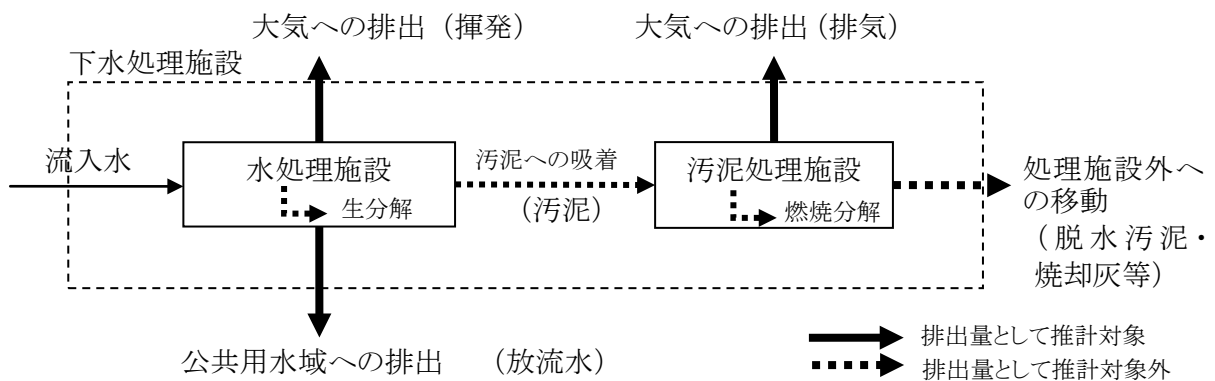 大気への排出（揮発）
大気への排出（排気）
下水処理施設
流入水
水処理施設
生分解
汚泥への吸着
（汚泥）
汚泥処理施設
燃焼分解
処理施設外へ
の移動
（脱水汚泥・
焼却灰等）
公共用水域への排出　（放流水）
排出量として推計対象
排出量として推計対象外